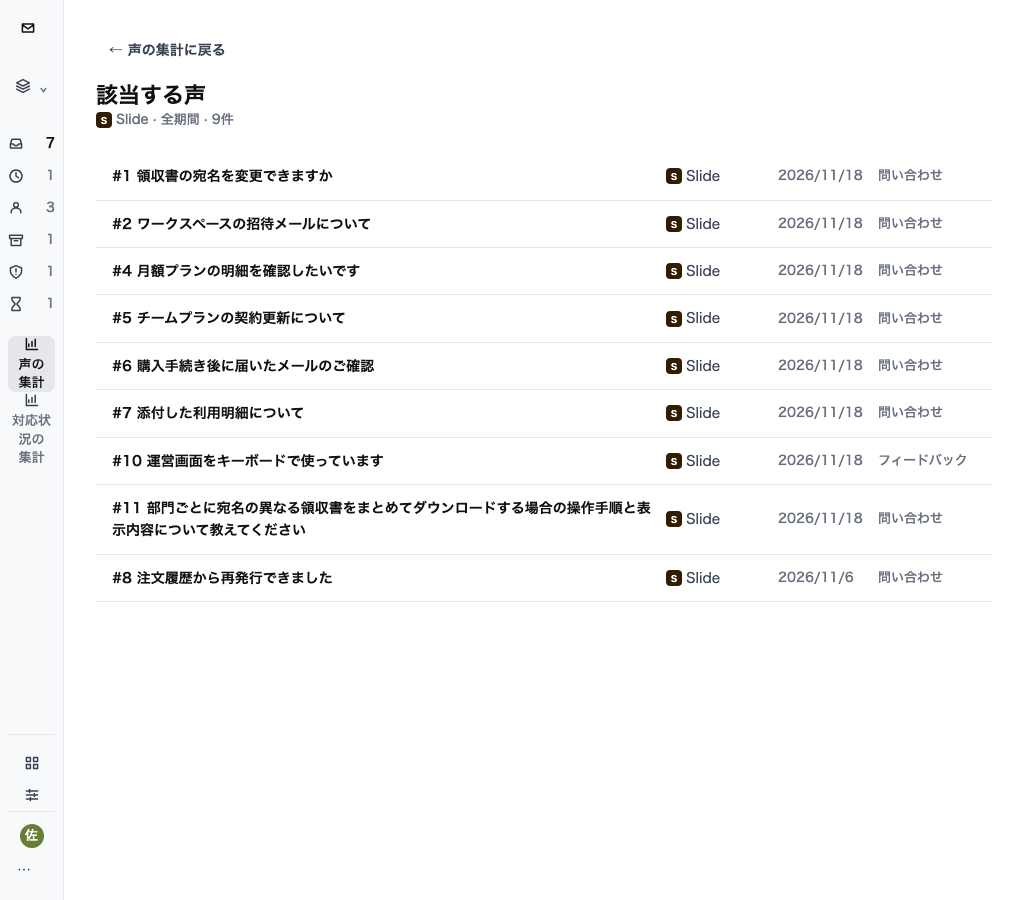 ← 声の集計に戻る
該当する声
S Slide · 全期間 · 9件
7
1
3
1
1
1
声の
集計
対応状
況の
集計
#1 領収書の宛名を変更できますか S Slide 2026/11/18 問い合わせ
#2 ワークスペースの招待メールについて S Slide 2026/11/18 問い合わせ
#4 月額プランの明細を確認したいです S Slide 2026/11/18 問い合わせ
#5 チームプランの契約更新について S Slide 2026/11/18 問い合わせ
#6 購入手続き後に届いたメールのご確認 S Slide 2026/11/18 問い合わせ
#7 添付した利用明細について S Slide 2026/11/18 問い合わせ
#10 運営画面をキーボードで使っています S Slide 2026/11/18 フィードバック
#11 部門ごとに宛名の異なる領収書をまとめてダウンロードする場合の操作手順と表
示内容について教えてください S Slide 2026/11/18 問い合わせ
#8 注文履歴から再発行できました S Slide 2026/11/6 問い合わせ
佐
…